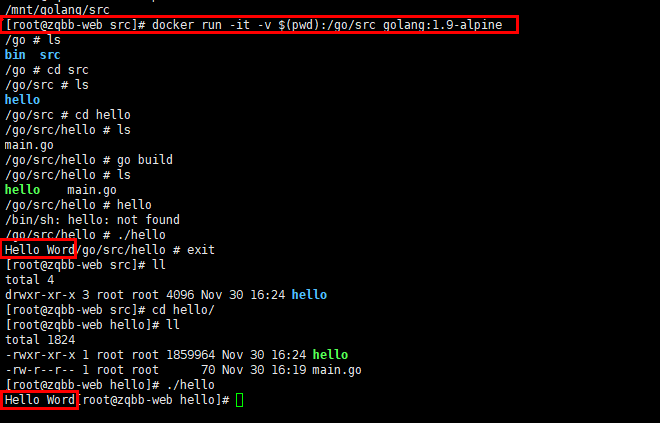 /mnt/golang/src
[root@zqbb-web src]# docker run -it -v $(pwd):/go/src golang:1.9-alpine
/go # ls
bin  src
/go # cd src
/go/src # ls
hello
/go/src # cd hello
/go/src/hello # ls
main.go
/go/src/hello # go build
/go/src/hello # ls
hello    main.go
/go/src/hello # hello
/bin/sh: hello: not found
/go/src/hello # ./hello
Hello Word/go/src/hello # exit
[root@zqbb-web src]# ll
total 4
drwxr-xr-x 3 root root 4096 Nov 30 16:24 hello
[root@zqbb-web src]# cd hello/
[root@zqbb-web hello]# ll
total 1824
-rwxr-xr-x 1 root root 1859964 Nov 30 16:24 hello
-rw-r--r-- 1 root root      70 Nov 30 16:19 main.go
[root@zqbb-web hello]# ./hello
Hello Word[root@zqbb-web hello]#